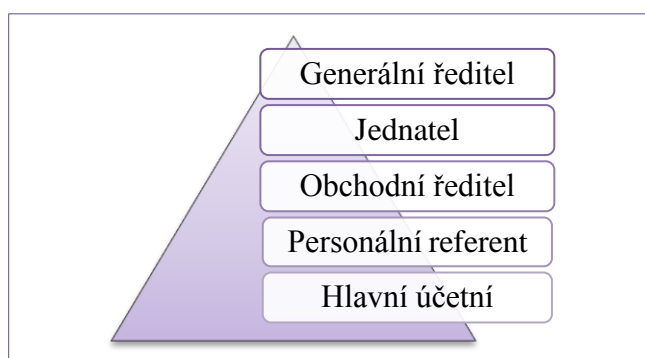 Generální ředitel
Jednatel
Obchodní ředitel
Personální referent
Hlavní účetní